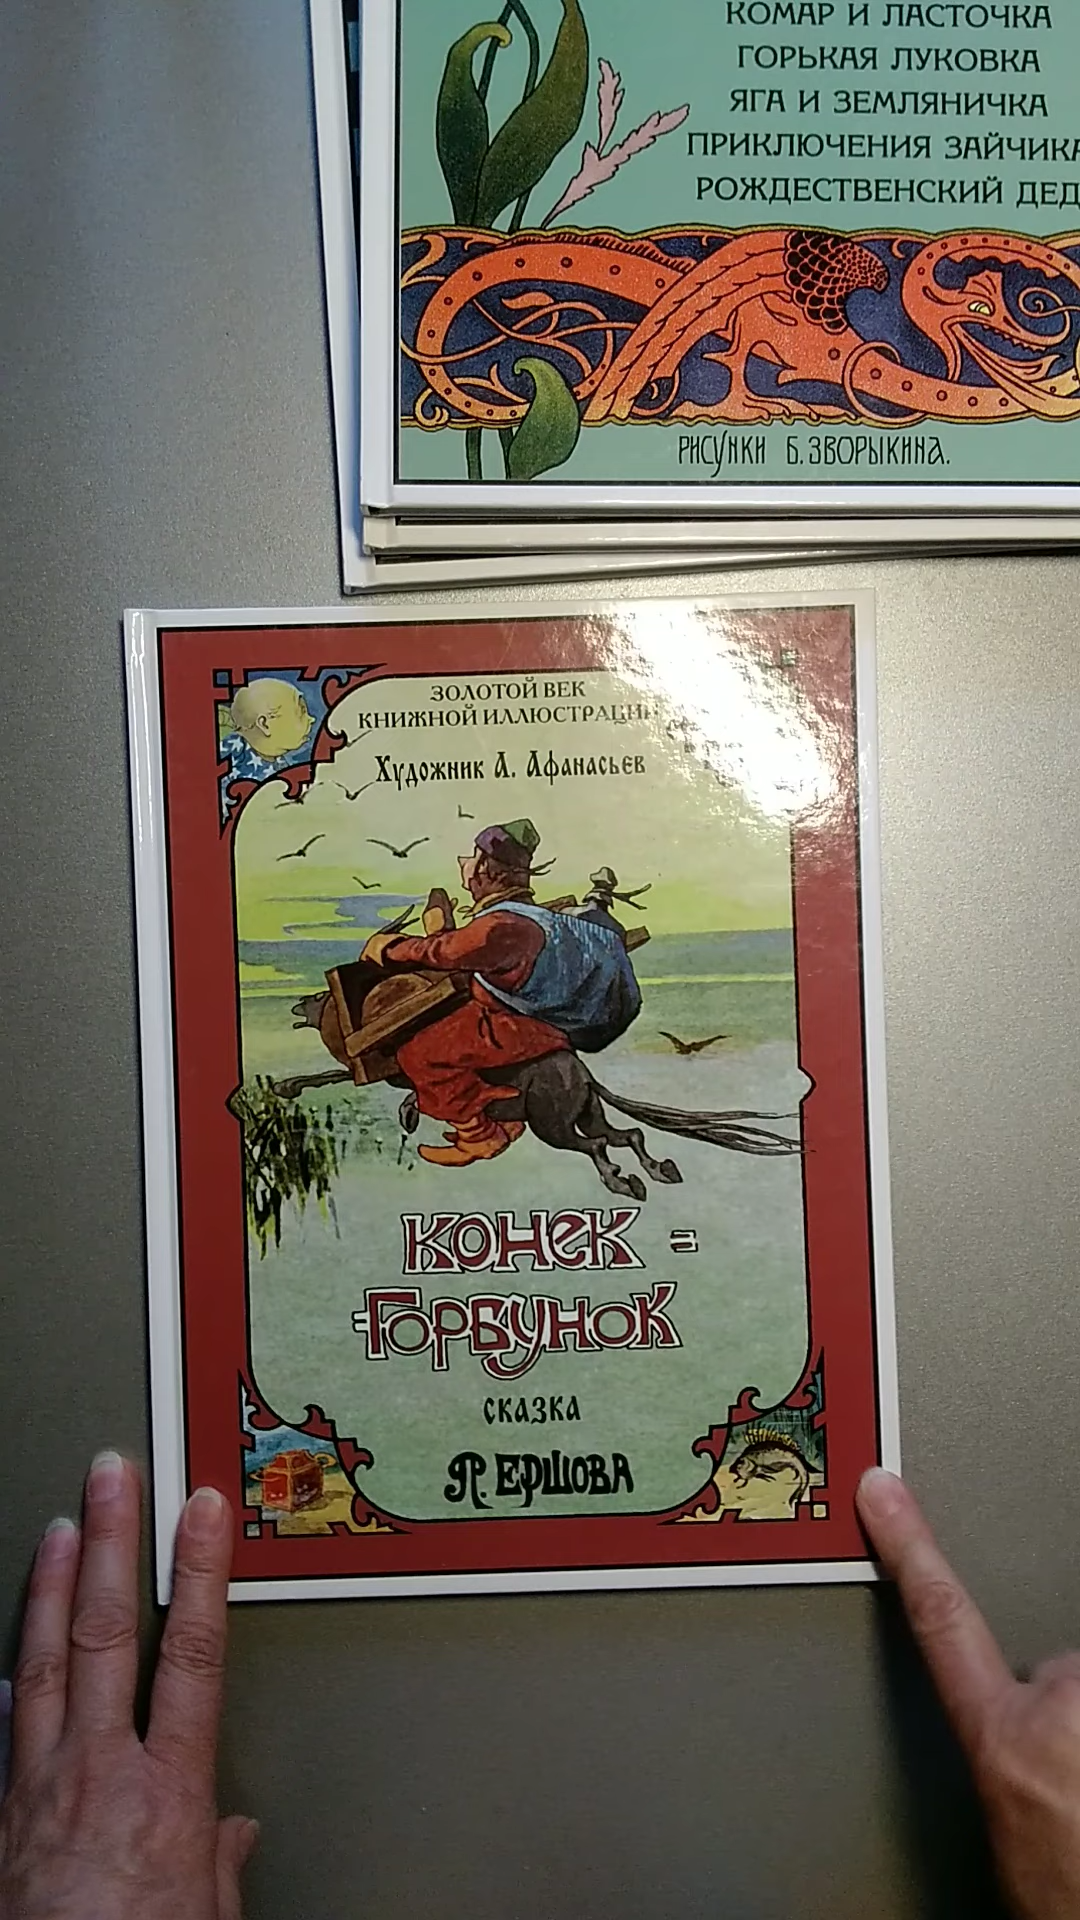 КОМАР И ЛАСТОЧКА
ГОРЬКАЯ ЛУКОВКА
ЯГА И ЗЕМЛЯНИЧКА
ПРИКЛЮЧЕНИЯ ЗАЙЧИКА
РОЖДЕСТВЕНСКИЙ ДЕД
РИСУНКИ Б. ЗВОРЫКИНА.
ЗОЛОТОЙ ВЕК
КНИЖНОЙ ИЛЛЮСТРАЦИИ
Художник А. Афанасьев
КОНЕК =
=ГОРБУНОК
СКАЗКА
П. ЕРШОВА